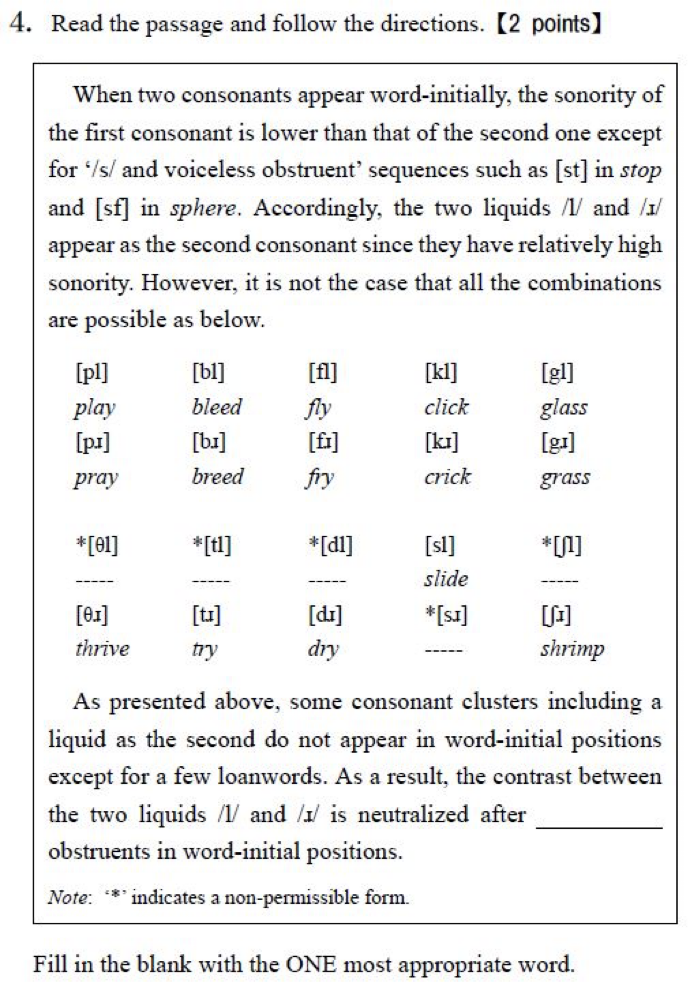 4. Read the passage and follow the directions.【2 points】
When two consonants appear word-initially, the sonority of
the first consonant is lower than that of the second one except
for ‘/s/ and voiceless obstruent’ sequences such as [st] in stop
and [sf] in sphere. Accordingly, the two liquids /l/ and /ɹ/
appear as the second consonant since they have relatively high
sonority. However, it is not the case that all the combinations
are possible as below.
[pl] [bl] [fl] [kl] [gl]
play bleed fly click glass
[pɹ] [bɹ] [fɹ] [kɹ] [gɹ]
pray breed fry crick grass
*[θl] *[tl] *[dl] [sl] *[ʃl]
----- ----- ----- slide -----
[θɹ] [tɹ] [dɹ] *[sɹ] [ʃɹ]
thrive try dry ----- shrimp
As presented above, some consonant clusters including a
liquid as the second do not appear in word-initial positions
except for a few loanwords. As a result, the contrast between
the two liquids /l/ and /ɹ/ is neutralized after __________
obstruents in word-initial positions.
Note: ‘*’ indicates a non-permissible form.
Fill in the blank with the ONE most appropriate word.